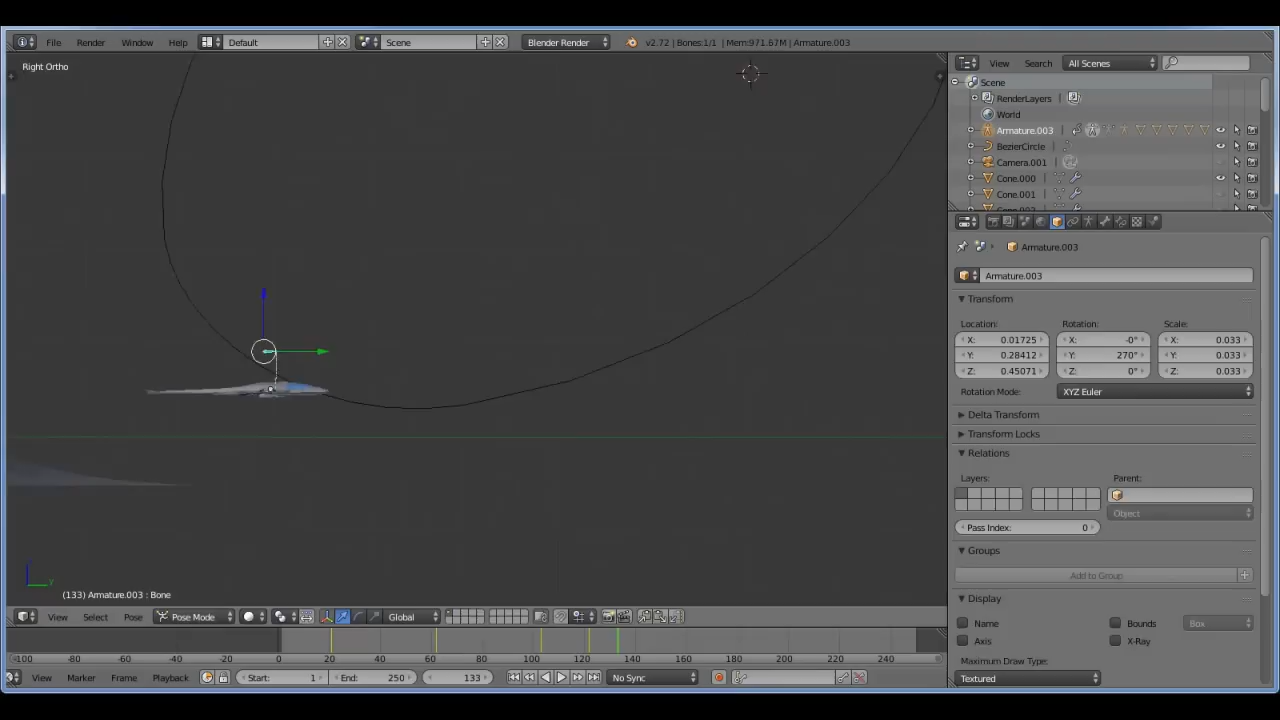 File Render Window Help Default Scene Blender Render v2.72 | Bones:1/1 | Mem:971.67M | Armature.003
Right Ortho
View Search All Scenes
Scene
RenderLayers
World
Armature.003
BezierCircle
Camera.001
Cone.000
Cone.001
Armature.003
Armature.003
Transform
Location: Rotation: Scale:
X: 0.01725 X: -0° X: 0.033
Y: 0.28412 Y: 270° Y: 0.033
Z: 0.45071 Z: 0° Z: 0.033
Rotation Mode: XYZ Euler
Delta Transform
Transform Locks
Relations
Layers: Parent:
Object
Pass Index: 0
Groups
Add to Group
Display
Name Bounds Box
Axis X-Ray
Maximum Draw Type:
Textured
y
(133) Armature.003 : Bone
View Select Pose Pose Mode Global
-100 -80 -60 -40 -20 0 20 40 60 80 100 120 140 160 180 200 220 240
View Marker Frame Playback Start: 1 End: 250 133 No Sync